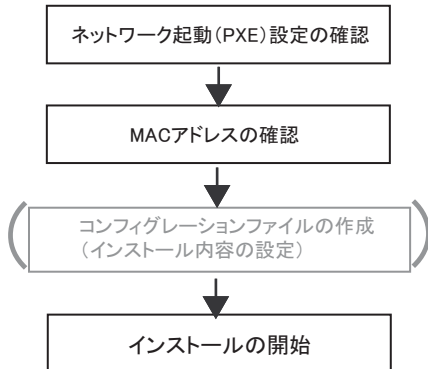 ネットワーク起動(PXE)設定の確認
MACアドレスの確認
コンフィグレーションファイルの作成
(インストール内容の設定)
インストールの開始